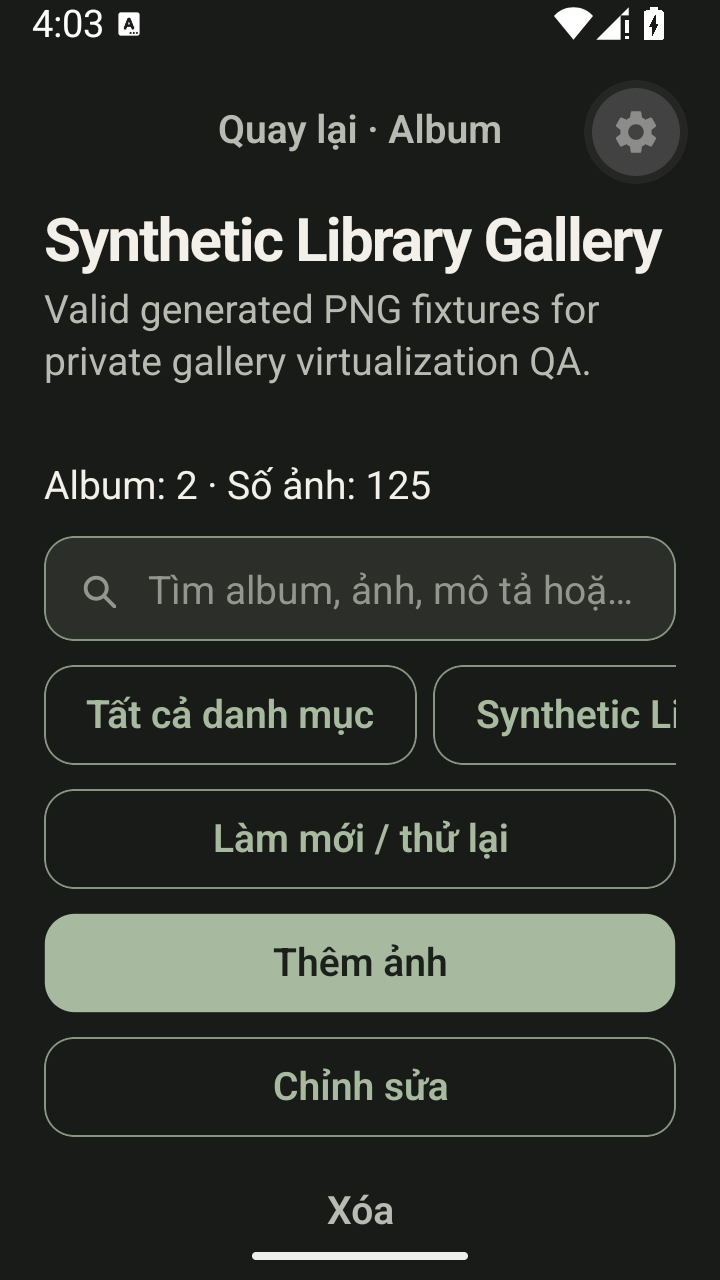 4:03
Quay lại · Album
Synthetic Library Gallery
Valid generated PNG fixtures for
private gallery virtualization QA.
Album: 2 · Số ảnh: 125
Tìm album, ảnh, mô tả hoặ...
Tất cả danh mục
Synthetic Li
Làm mới / thử lại
Thêm ảnh
Chỉnh sửa
Xóa